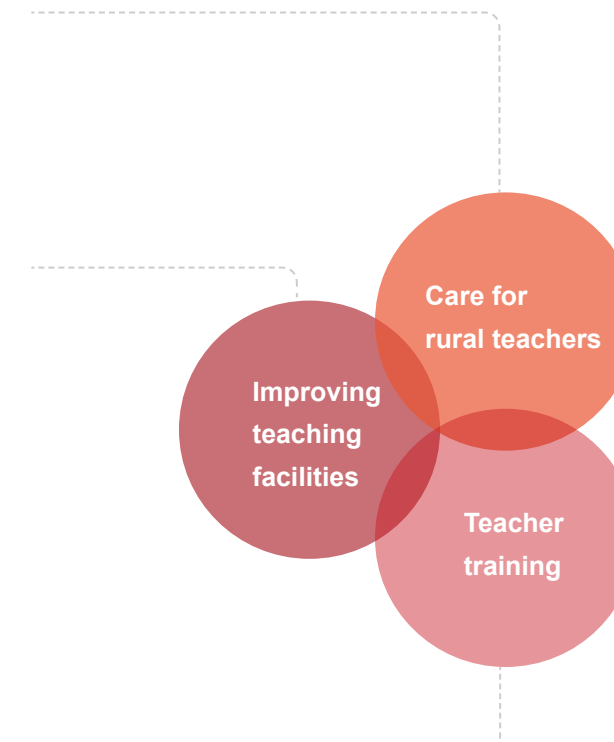 Care for
rural teachers
Improving
teaching
facilities
Teacher
training